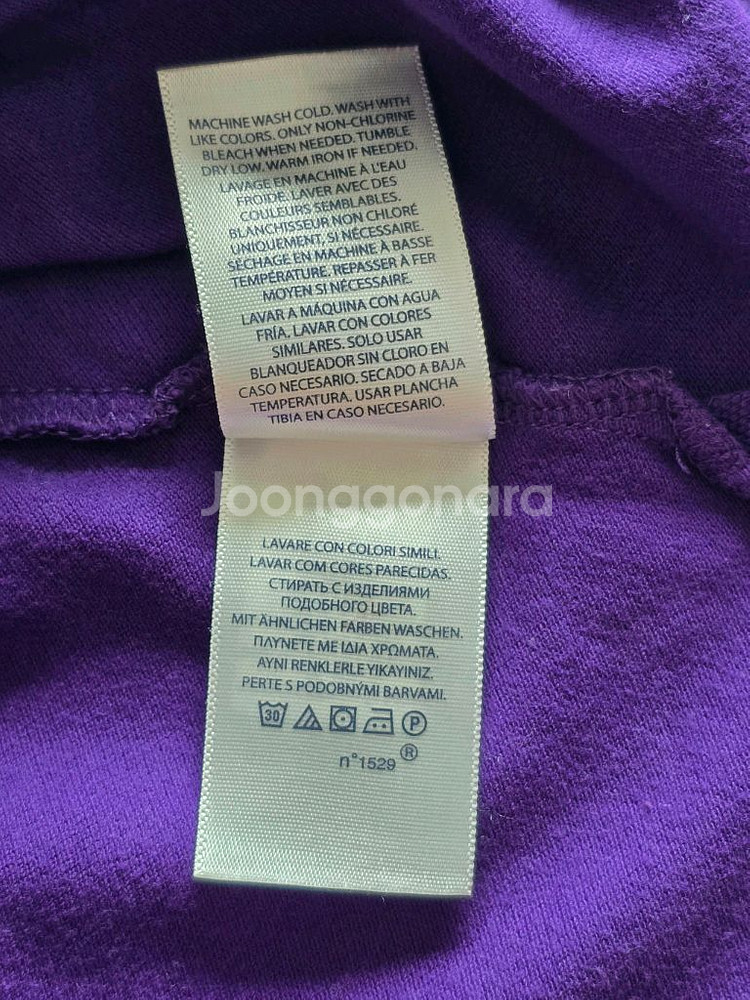 MACHINE WASH COLD. WASH WITH
LIKE COLORS. ONLY NON-CHLORINE
BLEACH WHEN NEEDED. TUMBLE
DRY LOW. WARM IRON IF NEEDED.
LAVAGE EN MACHINE À L'EAU
FROIDE. LAVER AVEC DES
COULEURS SEMBLABLES.
BLANCHISSEUR NON CHLORÉ
UNIQUEMENT, SI NÉCESSAIRE.
SÉCHAGE EN MACHINE À BASSE
TEMPÉRATURE. REPASSER À FER
MOYEN SI NÉCESSAIRE.
LAVAR A MÁQUINA CON AGUA
FRÍA. LAVAR CON COLORES
SIMILARES. SOLO USAR
BLANQUEADOR SIN CLORO EN
CASO NECESARIO. SECADO A BAJA
TEMPERATURA. USAR PLANCHA
TIBIA EN CASO NECESARIO.
Joonggonara
LAVARE CON COLORI SIMILI.
LAVAR COM CORES PARECIDAS.
СТИРАТЬ С ИЗДЕЛИЯМИ
ПОДОБНОГО ЦВЕТА.
MIT ÄHNLICHEN FARBEN WASCHEN.
ΠΛΥΝΕΤΕ ΜΕ ΙΔΙΑ ΧΡΩΜΑΤΑ.
AYNI RENKLERLE YIKAYINIZ.
PERTE S PODOBNÝMI BARVAMI.
30 P
n°1529 ®